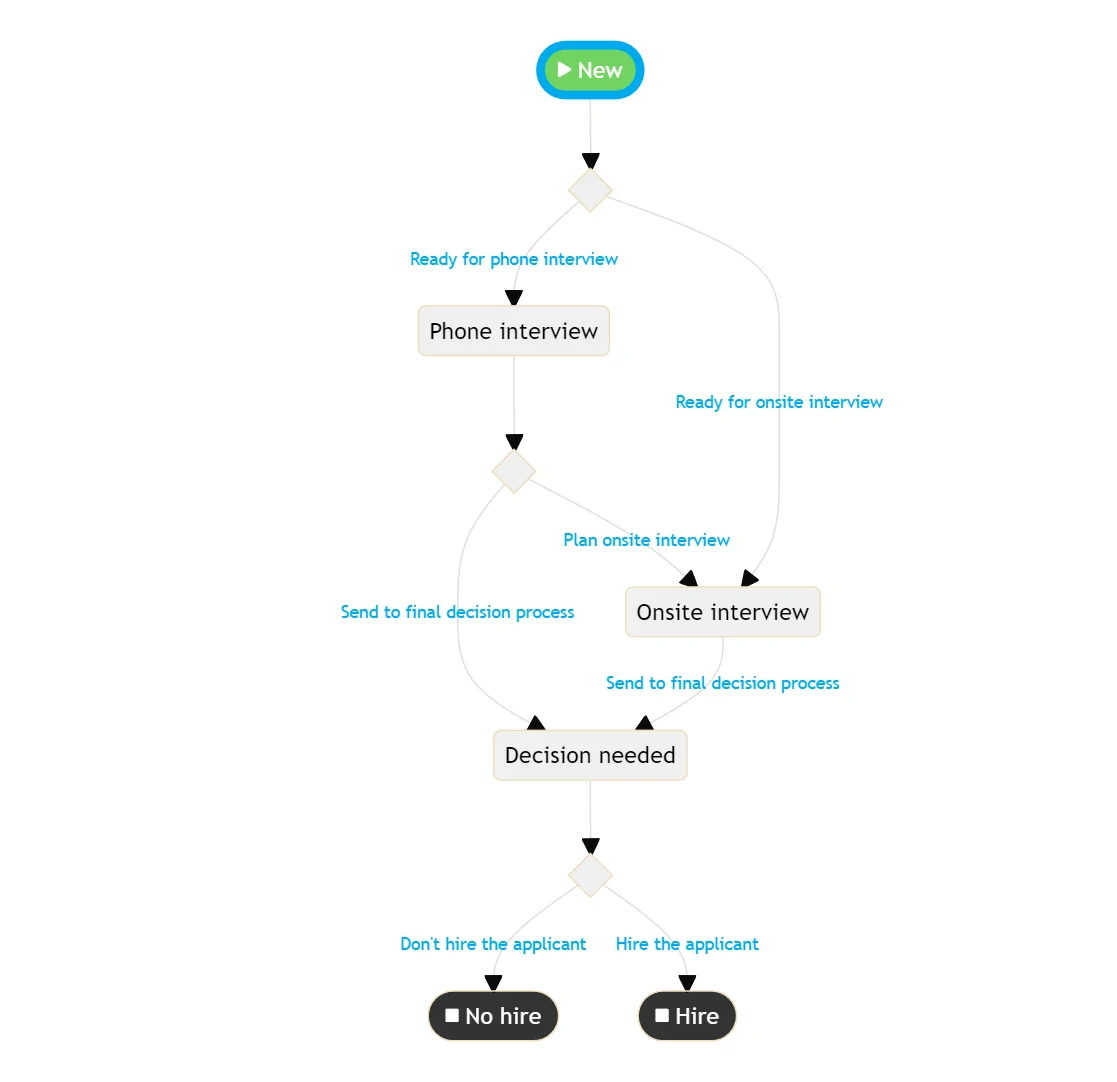 New
Ready for phone interview
Phone interview
Ready for onsite interview
Plan onsite interview
Send to final decision process
Onsite interview
Send to final decision process
Decision needed
Don't hire the applicant
Hire the applicant
No hire
Hire